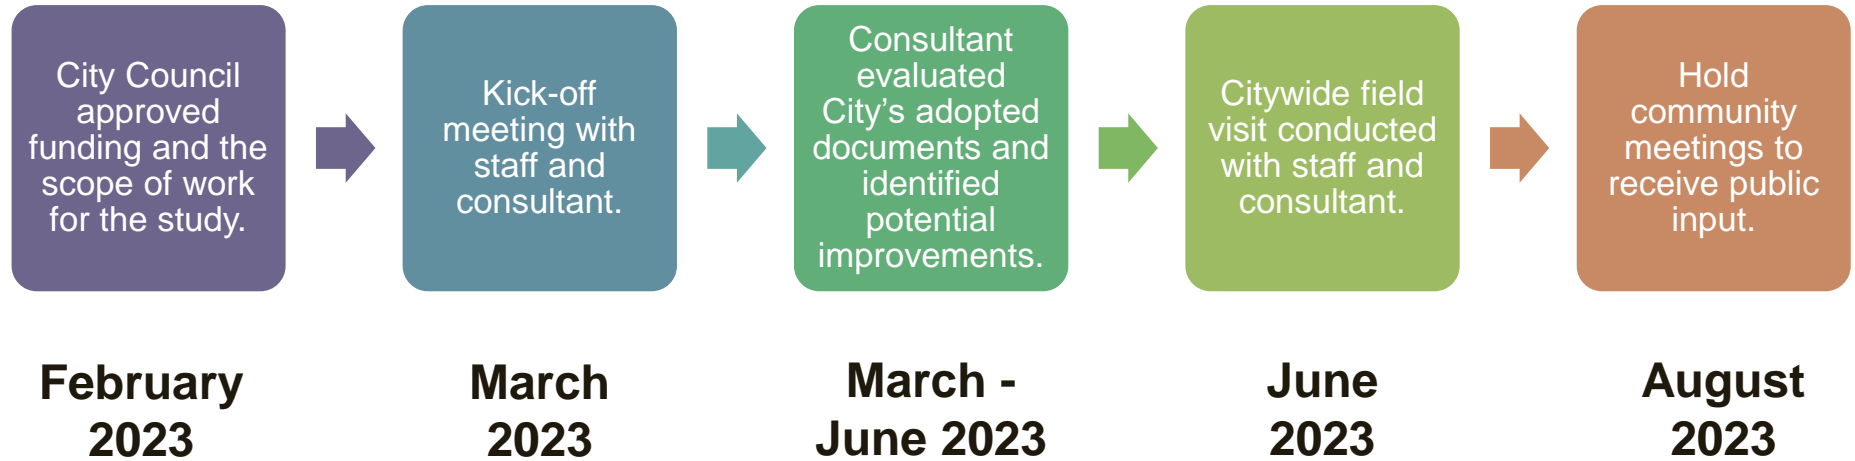 City Council
approved
funding and the
scope of work
for the study.
Kick-off
meeting with
staff and
consultant.
Consultant
evaluated
City’s adopted
documents and
identified
potential
improvements.
Citywide field
visit conducted
with staff and
consultant.
Hold
community
meetings to
receive public
input.
February
2023
March
2023
March -
June 2023
June
2023
August
2023